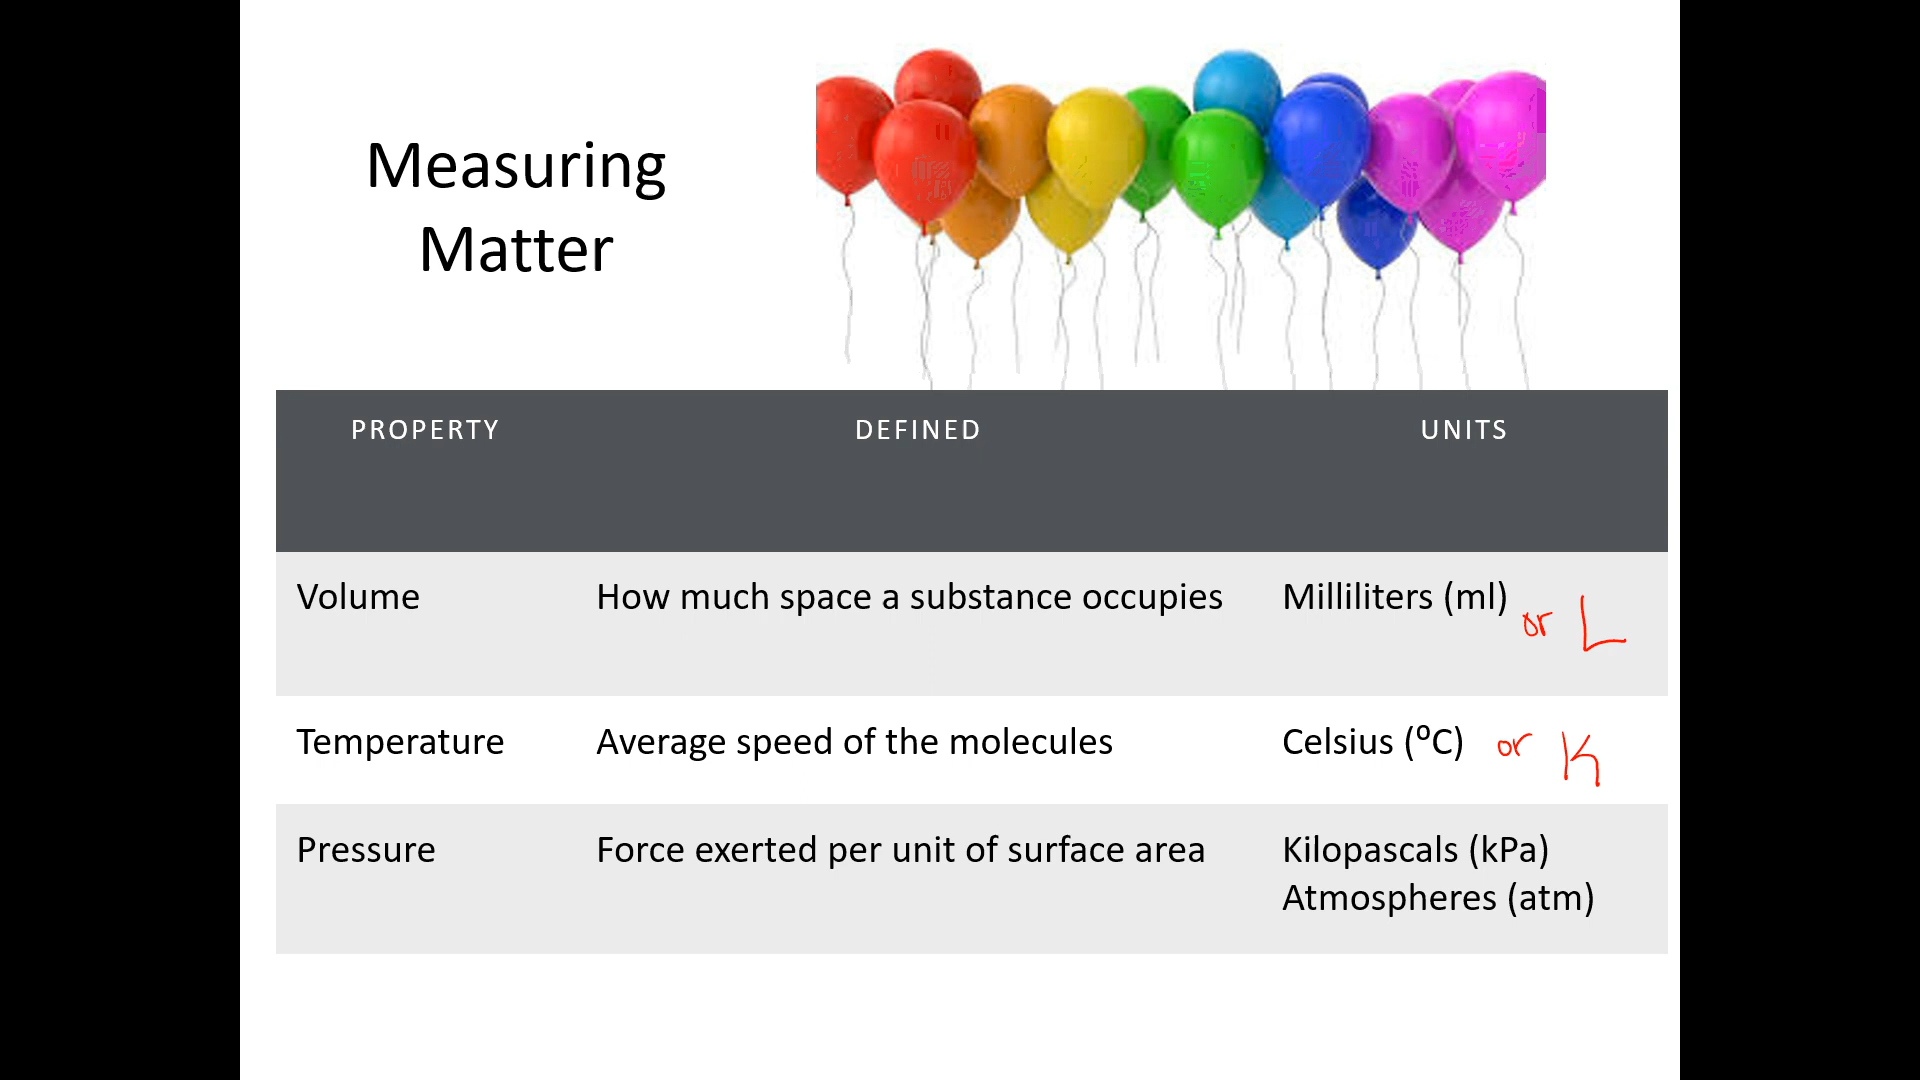 Measuring
Matter
PROPERTY DEFINED UNITS
Volume How much space a substance occupies Milliliters (ml) or L
Temperature Average speed of the molecules Celsius (⁰C) or K
Pressure Force exerted per unit of surface area Kilopascals (kPa)
Atmospheres (atm)